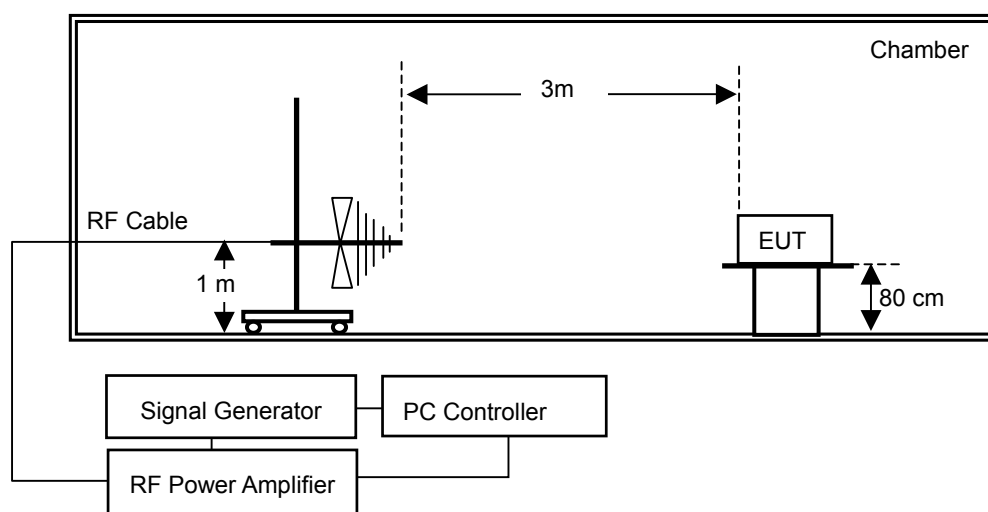 Chamber
3m
RF Cable
EUT
1 m
80 cm
Signal Generator
PC Controller
RF Power Amplifier